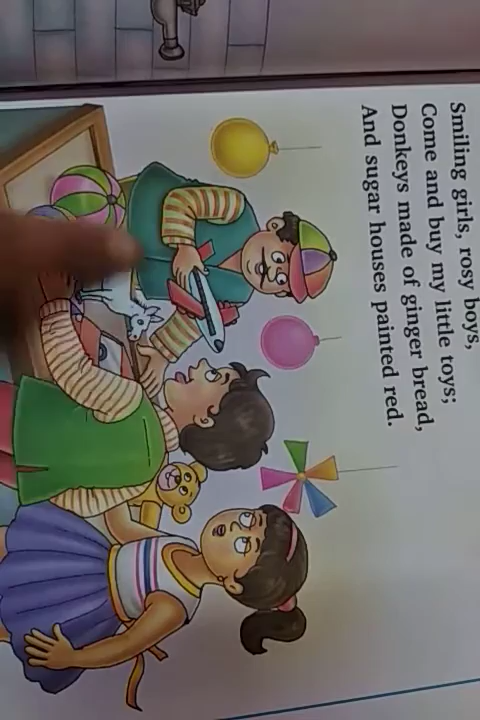 Smiling girls, rosy boys,
Come and buy my little toys;
Donkeys made of ginger bread,
And sugar houses painted red.